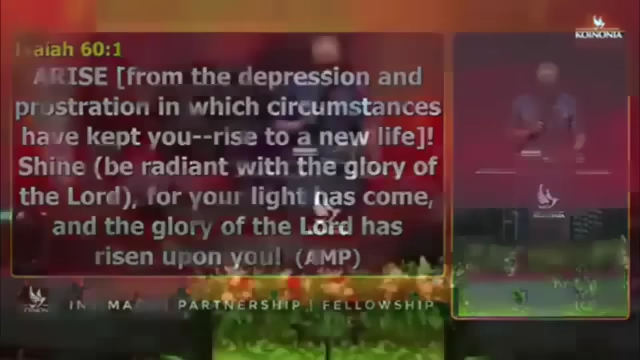 Isaiah 60:1
KOINONIA
ARISE [from the depression and
prostration in which circumstances
have kept you--rise to a new life]!
Shine (be radiant with the glory of
the Lord), for your light has come,
and the glory of the Lord has
risen upon you! (AMP)
PARTNERSHIP | FELLOWSHIP